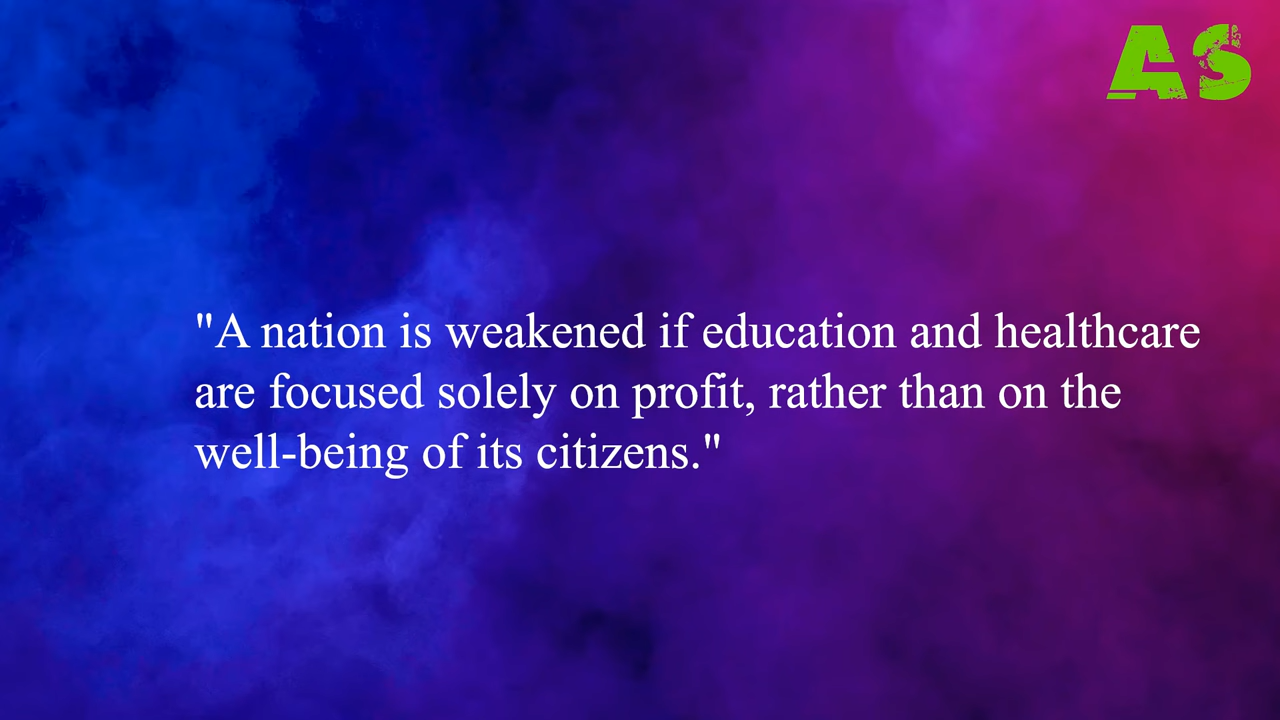 AS
"A nation is weakened if education and healthcare
are focused solely on profit, rather than on the
well-being of its citizens."